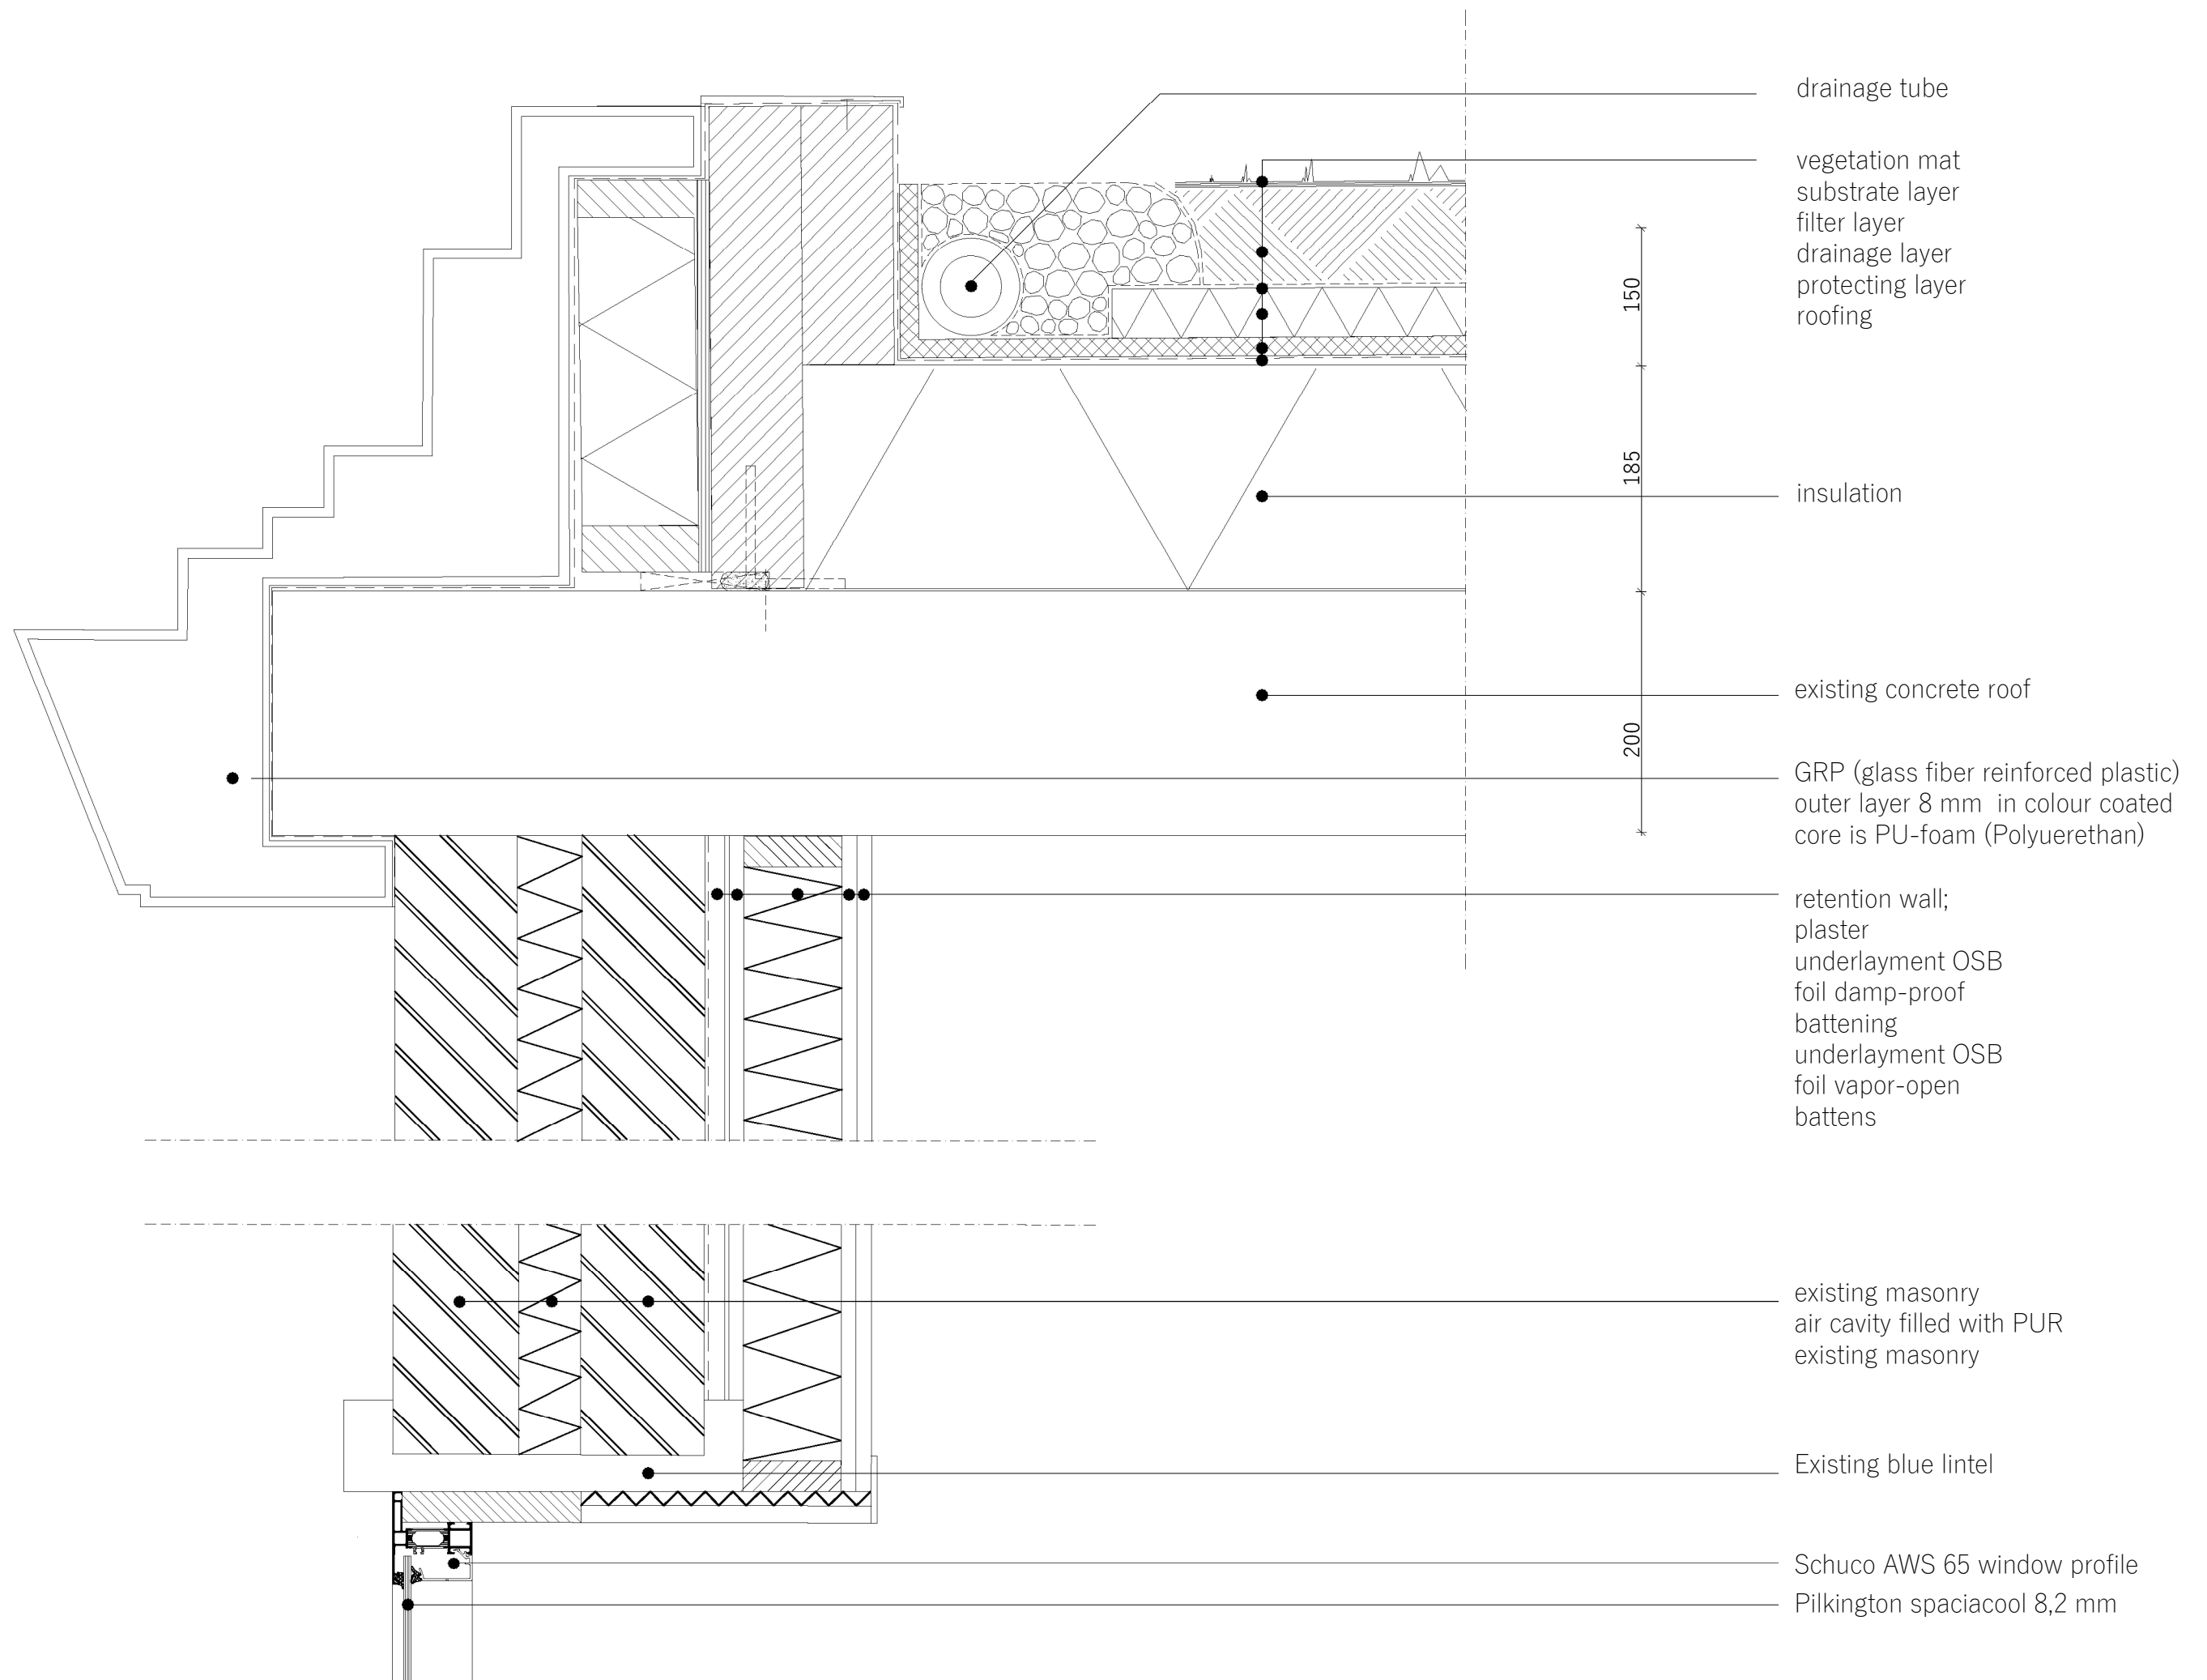 drainage tube
vegetation mat
substrate layer
filter layer
drainage layer
protecting layer
roofing
150
185
insulation
existing concrete roof
200
GRP (glass fiber reinforced plastic)
outer layer 8 mm in colour coated
core is PU-foam (Polyuerethan)
retention wall;
plaster
underlayment OSB
foil damp-proof
battening
underlayment OSB
foil vapor-open
battens
existing masonry
air cavity filled with PUR
existing masonry
Existing blue lintel
Schuco AWS 65 window profile
Pilkington spaciacool 8,2 mm